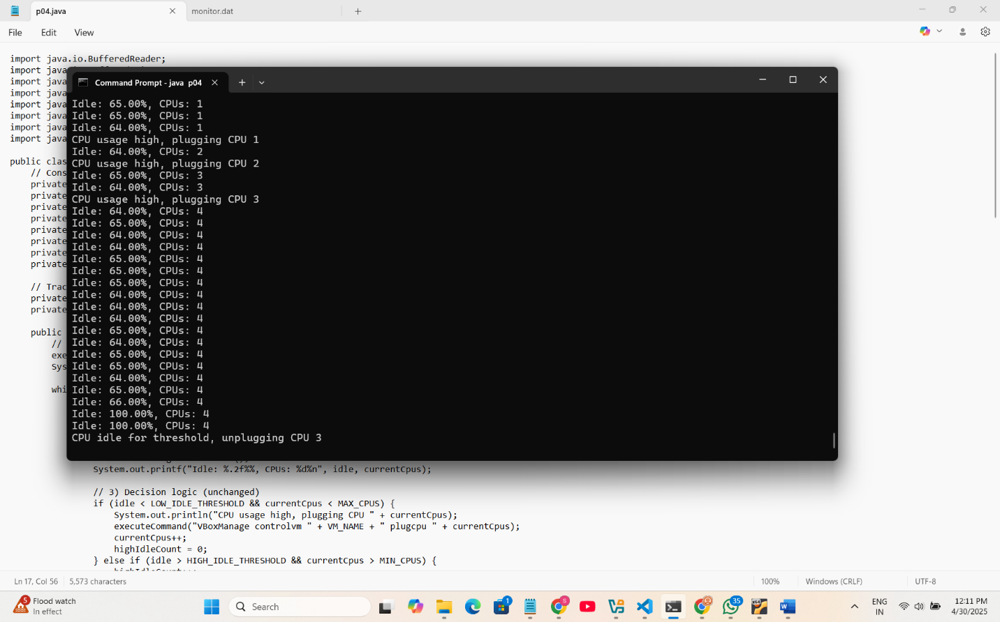 p04.java
monitor.dat
File Edit View
import java.io.BufferedReader;
import java
import java
import java
import java
import java
import java
import java
public clas
// Cons
private
private
private
private
private
private
private
private
// Trac
private
private
public
//
exe
Sys
whi
Command Prompt - java p04
Idle: 65.00%, CPUs: 1
Idle: 65.00%, CPUs: 1
Idle: 64.00%, CPUs: 1
CPU usage high, plugging CPU 1
Idle: 64.00%, CPUs: 2
CPU usage high, plugging CPU 2
Idle: 65.00%, CPUs: 3
Idle: 64.00%, CPUs: 3
CPU usage high, plugging CPU 3
Idle: 64.00%, CPUs: 4
Idle: 65.00%, CPUs: 4
Idle: 64.00%, CPUs: 4
Idle: 64.00%, CPUs: 4
Idle: 65.00%, CPUs: 4
Idle: 65.00%, CPUs: 4
Idle: 65.00%, CPUs: 4
Idle: 64.00%, CPUs: 4
Idle: 64.00%, CPUs: 4
Idle: 64.00%, CPUs: 4
Idle: 65.00%, CPUs: 4
Idle: 64.00%, CPUs: 4
Idle: 65.00%, CPUs: 4
Idle: 65.00%, CPUs: 4
Idle: 64.00%, CPUs: 4
Idle: 65.00%, CPUs: 4
Idle: 66.00%, CPUs: 4
Idle: 100.00%, CPUs: 4
Idle: 100.00%, CPUs: 4
CPU idle for threshold, unplugging CPU 3
System.out.printf("Idle: %.2f%%, CPUs: %d%n", idle, currentCpus);
// 3) Decision logic (unchanged)
if (idle < LOW_IDLE_THRESHOLD && currentCpus < MAX_CPUS) {
System.out.println("CPU usage high, plugging CPU " + currentCpus);
executeCommand("VBoxManage controlvm " + VM_NAME + " plugcpu " + currentCpus);
currentCpus++;
highIdleCount = 0;
} else if (idle > HIGH_IDLE_THRESHOLD && currentCpus > MIN_CPUS) {
Ln 17, Col 56 5,573 characters 100% Windows (CRLF) UTF-8
5
Flood watch
In effect
Search
1
5
35
X64
ENG
IN
12:11 PM
4/30/2025